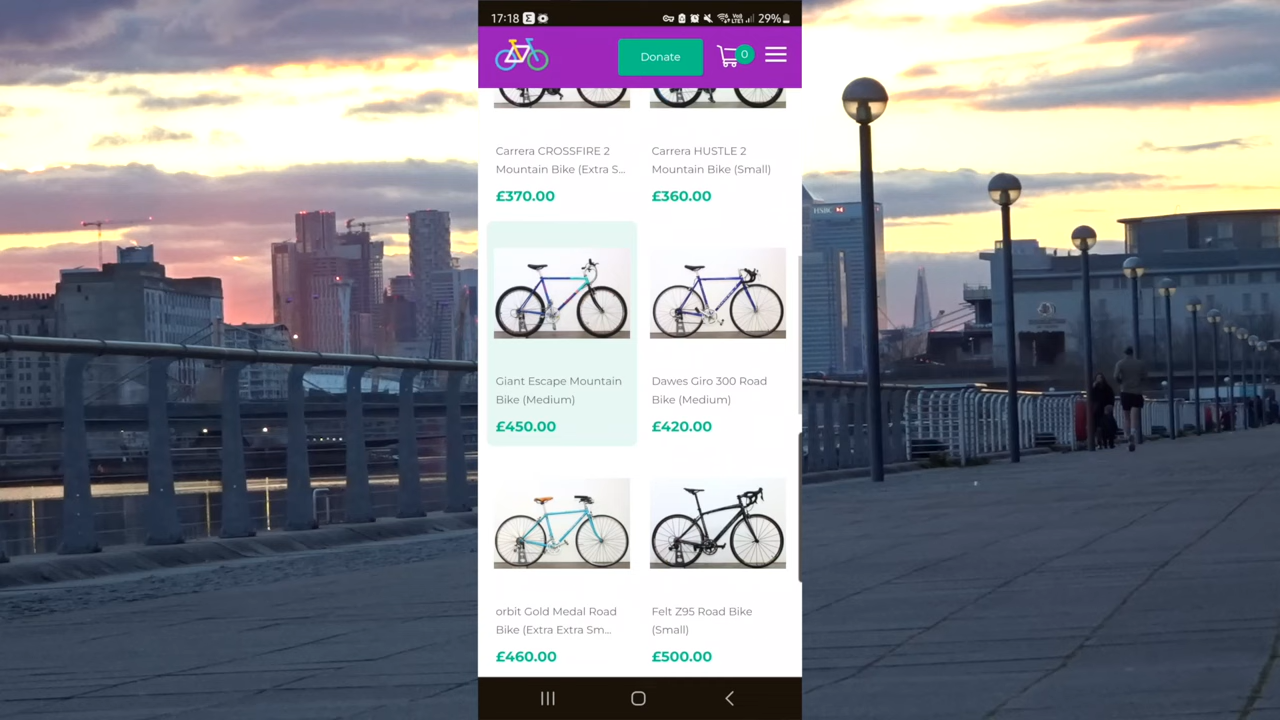 17:18
29%
Donate
0
Carrera CROSSFIRE 2
Mountain Bike (Extra S...
£370.00
Carrera HUSTLE 2
Mountain Bike (Small)
£360.00
Giant Escape Mountain
Bike (Medium)
£450.00
Dawes Giro 300 Road
Bike (Medium)
£420.00
orbit Gold Medal Road
Bike (Extra Extra Sm...
£460.00
Felt Z95 Road Bike
(Small)
£500.00
HSBC